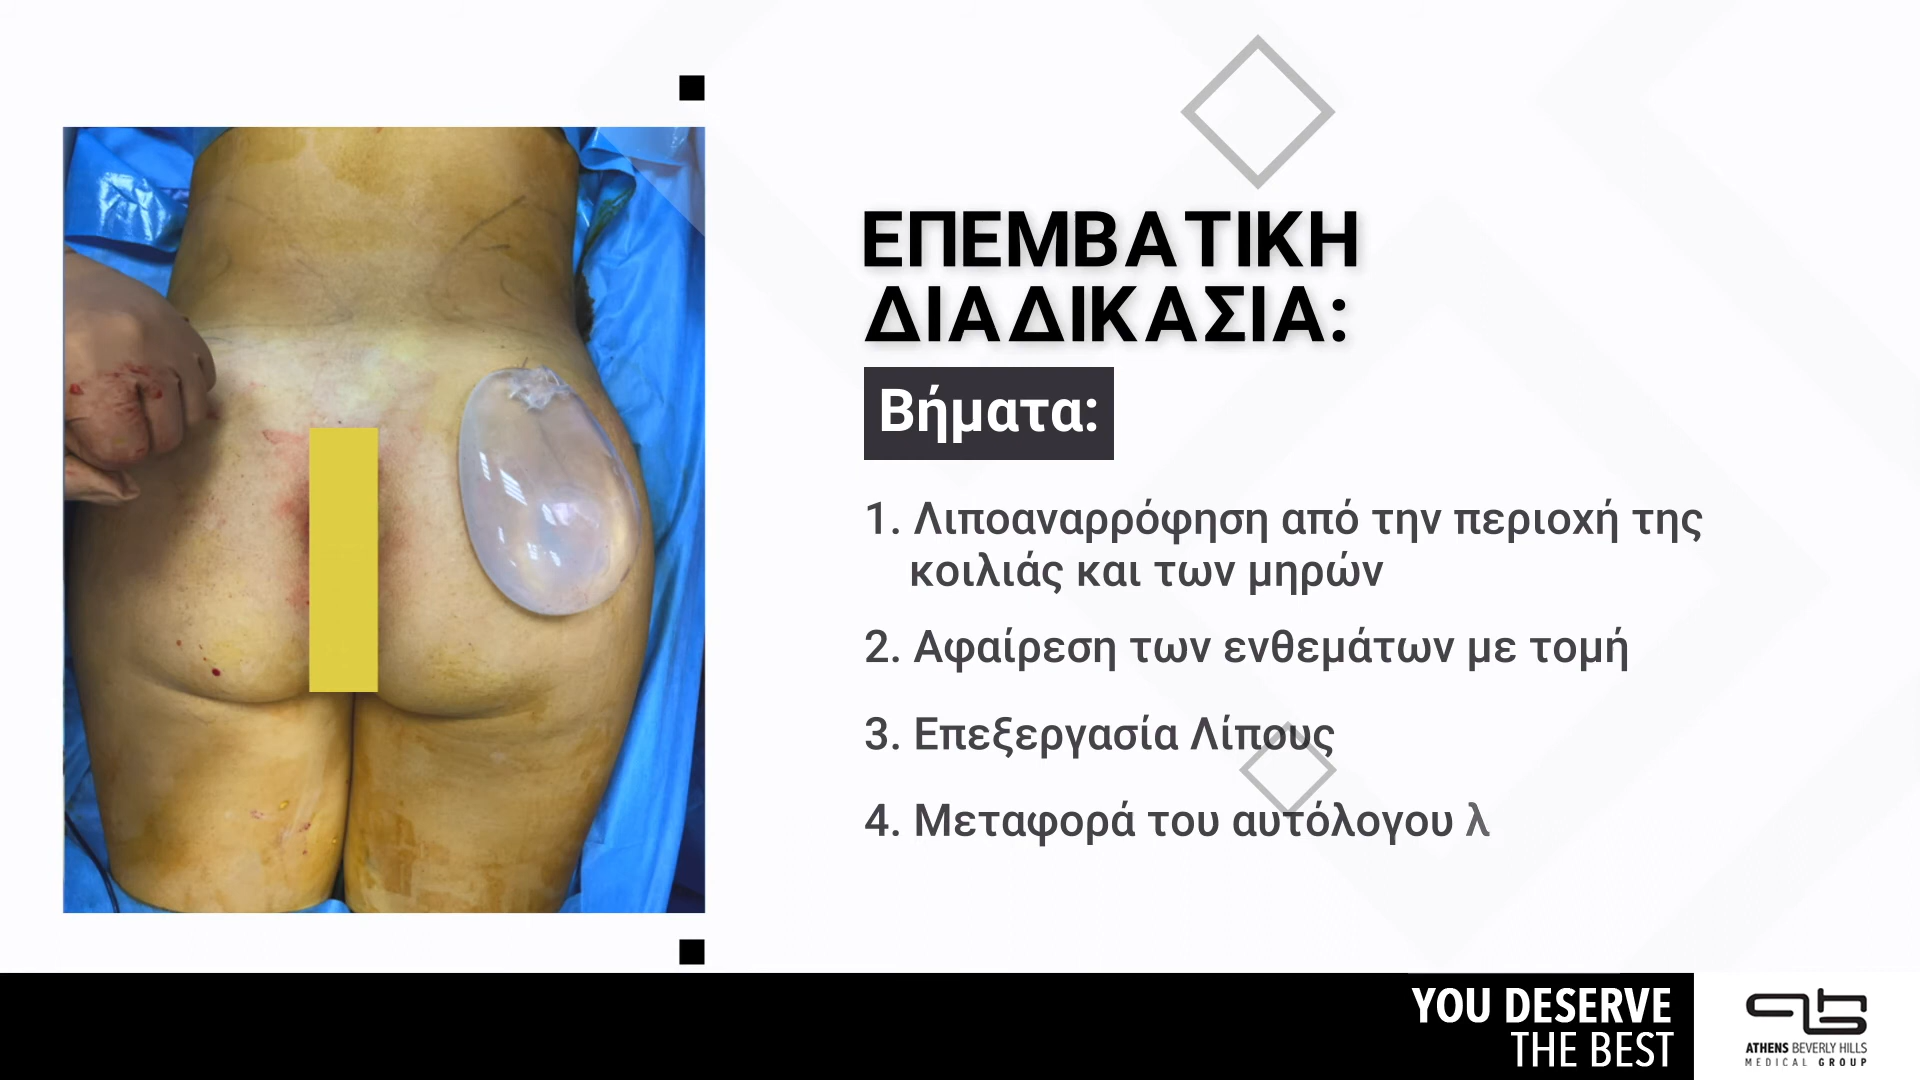 ΕΠΕΜΒΑΤΙΚΗ
ΔΙΑΔΙΚΑΣΙΑ:
Βήματα:
1. Λιποαναρρόφηση από την περιοχή της
κοιλιάς και των μηρών
2. Αφαίρεση των ενθεμάτων με τομή
3. Επεξεργασία Λίπους
4. Μεταφορά του αυτόλογου λ
YOU DESERVE
THE BEST
ATHENS BEVERLY HILLS
MEDICAL GROUP